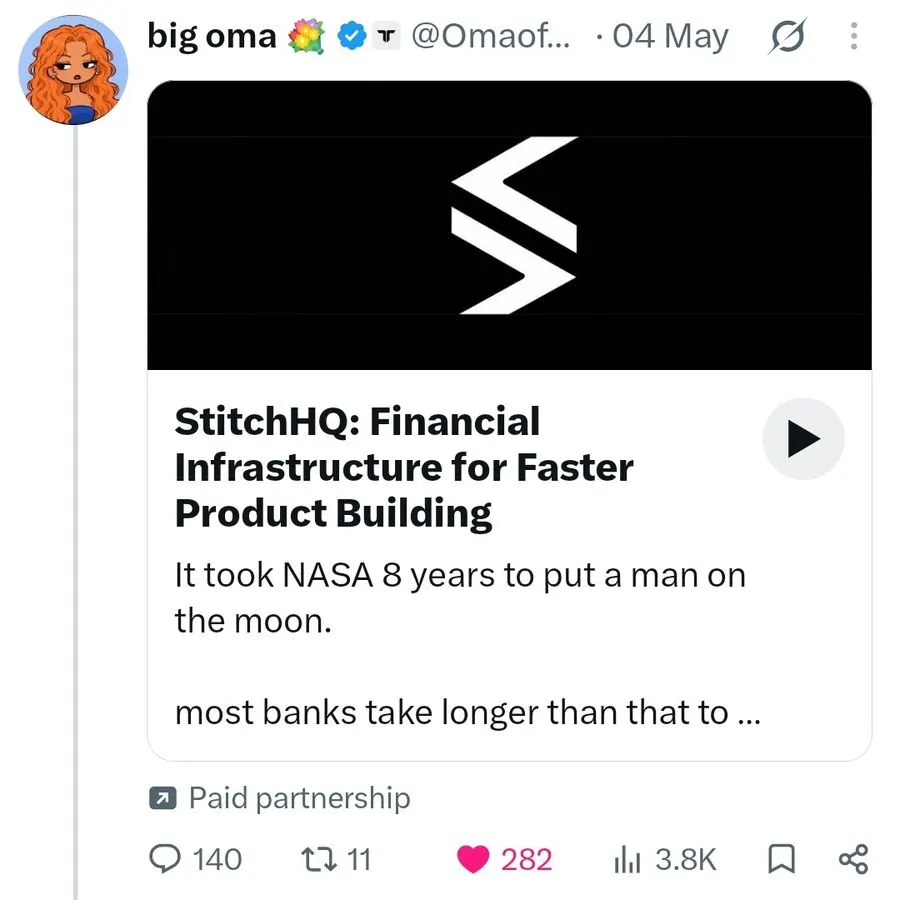 big oma @Omaof... · 04 May
StitchHQ: Financial
Infrastructure for Faster
Product Building
It took NASA 8 years to put a man on
the moon.
most banks take longer than that to ...
Paid partnership
140 11 282 3.8K